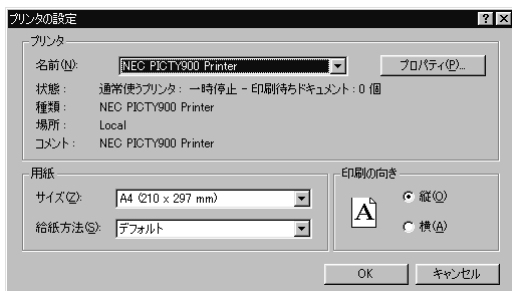 プリンタの設定
プリンタ
名前(N): NEC PICTY900 Printer プロパティ(P)...
状態: 通常使うプリンタ: 一時停止 - 印刷待ちドキュメント: 0 個
種類: NEC PICTY900 Printer
場所: Local
コメント: NEC PICTY900 Printer
用紙
サイズ(Z): A4 (210 x 297 mm)
給紙方法(S): デフォルト
印刷の向き
A
縦(O)
横(A)
OK キャンセル